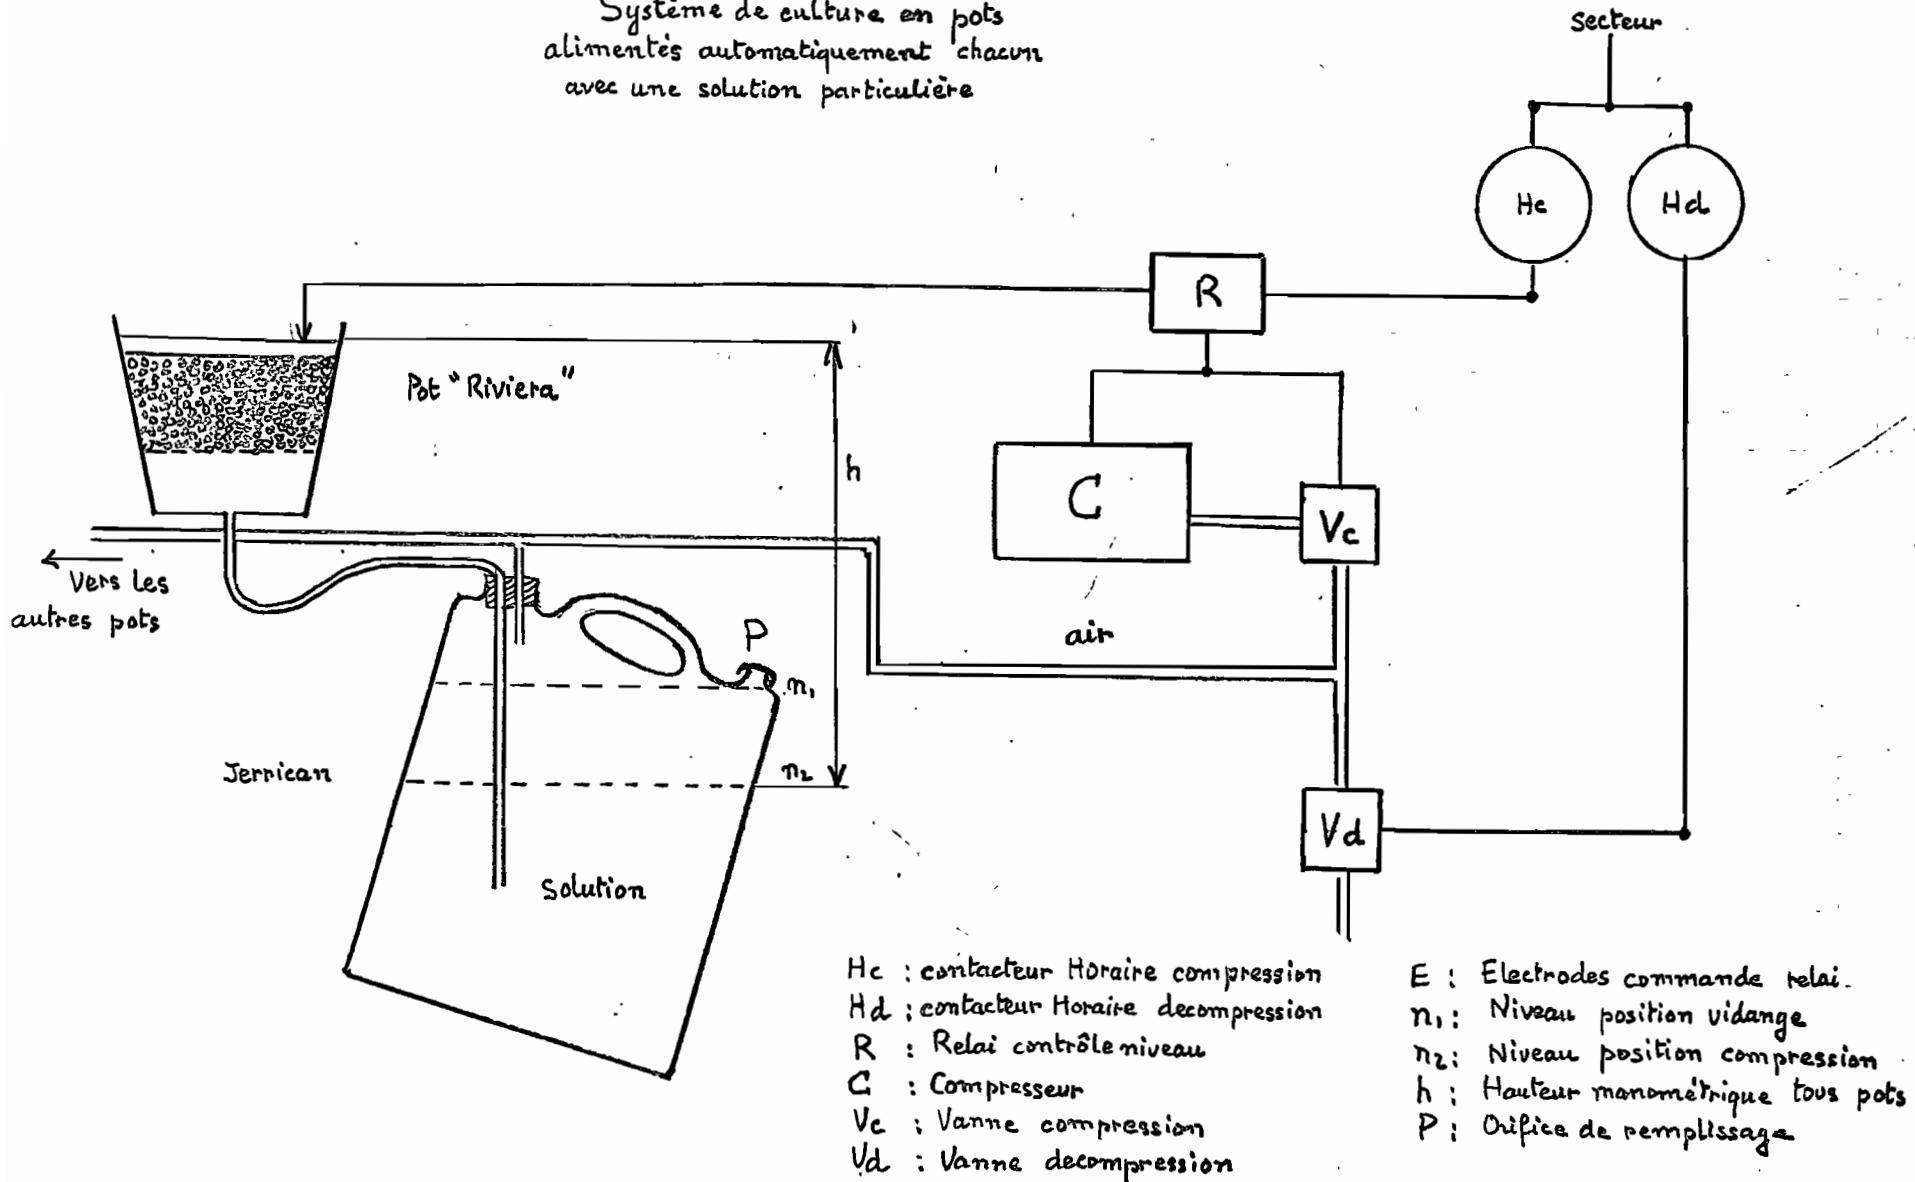 Système de culture en pots
alimentés automatiquement chacun
avec une solution particulière
Secteur
Hc
Hd
R
Pot "Riviera"
h
C
Vc
Vers les
autres pots
air
P
n1
Jerrican
n2
Vd
Solution
Hc : contacteur Horaire compression
Hd : contacteur Horaire decompression
R : Relai contrôle niveau
C : Compresseur
Vc : Vanne compression
Vd : Vanne decompression
E : Electrodes commande relai.
n1 : Niveau position vidange
n2 : Niveau position compression
h : Hauteur manométrique tous pots
P : Orifice de remplissage